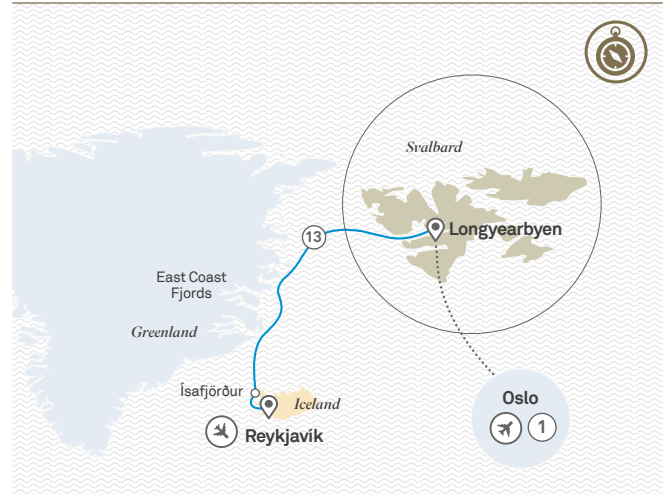 Svalbard
Longyearbyen
13
East Coast
Fjords
Greenland
Ísafjörður
Iceland
Reykjavík
Oslo
1